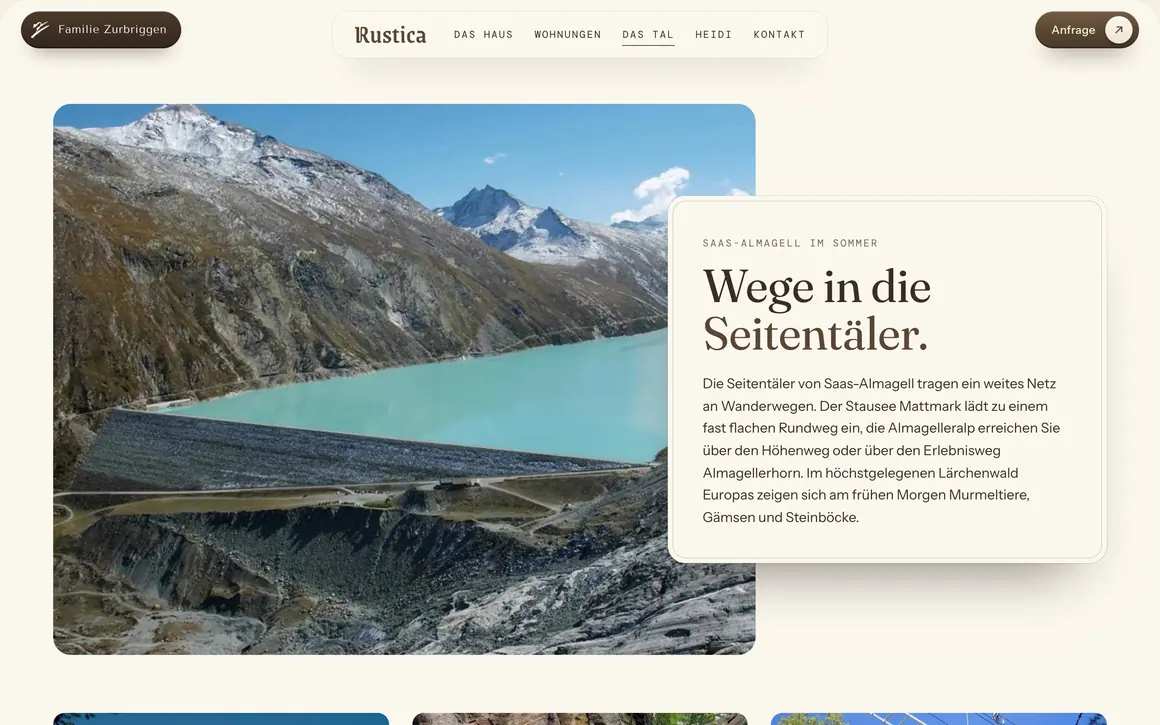 Familie Zurbriggen
Rustica
DAS HAUS WOHNUNGEN DAS TAL HEIDI KONTAKT
Anfrage
SAAS-ALMAGELL IM SOMMER
Wege in die
Seitentäler.
Die Seitentäler von Saas-Almagell tragen ein weites Netz
an Wanderwegen. Der Stausee Mattmark lädt zu einem
fast flachen Rundweg ein, die Almagelleralp erreichen Sie
über den Höhenweg oder über den Erlebnisweg
Almagellerhorn. Im höchstgelegenen Lärchenwald
Europas zeigen sich am frühen Morgen Murmeltiere,
Gämsen und Steinböcke.